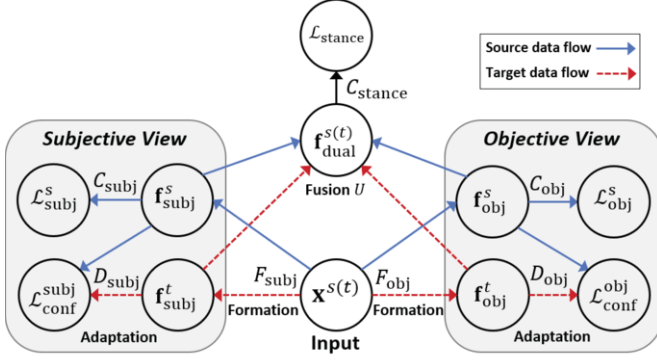 ℒ_stance
Source data flow
Target data flow
C_stance
Subjective View
f_dual^{s(t)}
Objective View
Fusion U
ℒ_subj^s
C_subj
f_subj^s
f_obj^s
C_obj
ℒ_obj^s
ℒ_conf^subj
D_subj
f_subj^t
F_subj
x^{s(t)}
F_obj
f_obj^t
D_obj
ℒ_conf^obj
Formation
Formation
Adaptation
Input
Adaptation